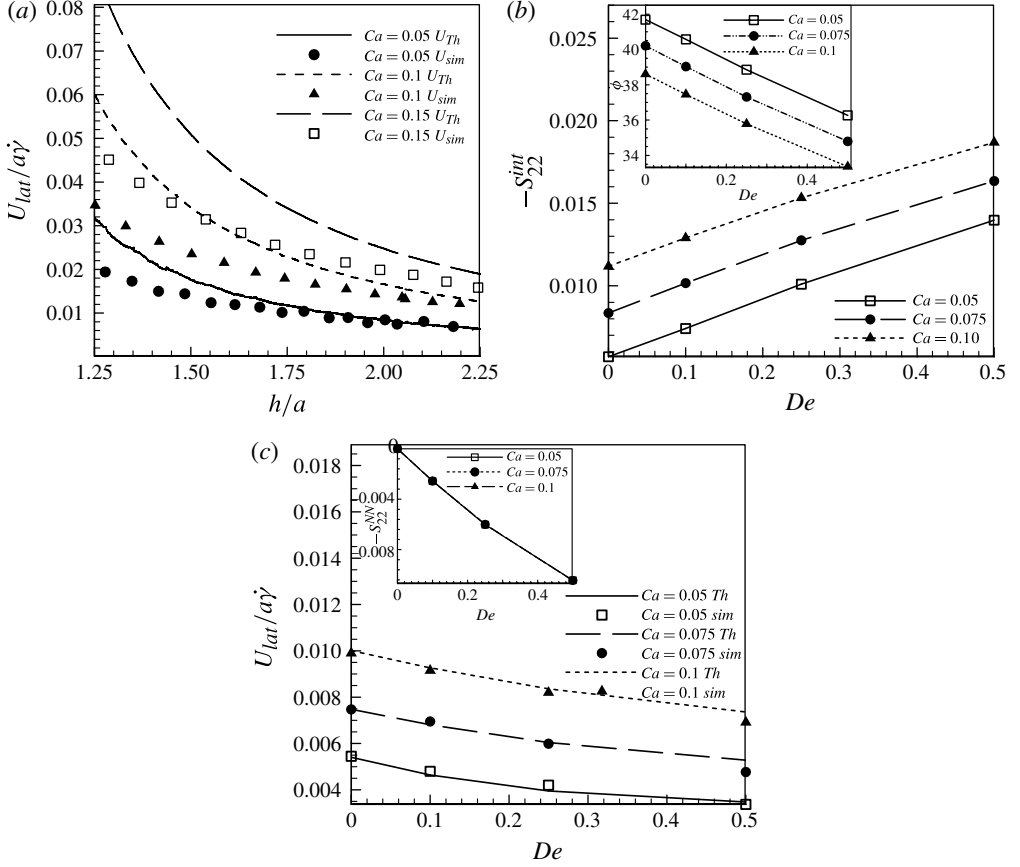 (a)
0.08
0.07
0.06
0.05
0.04
0.03
0.02
0.01
U_lat/aγ̇
1.25
1.50
1.75
2.00
2.25
h/a
Ca = 0.05 U_Th
Ca = 0.05 U_sim
Ca = 0.1 U_Th
Ca = 0.1 U_sim
Ca = 0.15 U_Th
Ca = 0.15 U_sim
(b)
0.025
0.020
0.015
0.010
−S_22^int
0
0.1
0.2
0.3
0.4
0.5
De
Ca = 0.05
Ca = 0.075
Ca = 0.10
42
40
38
36
34
0
0.2
0.4
De
Ca = 0.05
Ca = 0.075
Ca = 0.1
(c)
0.018
0.016
0.014
0.012
0.010
0.008
0.006
0.004
U_lat/aγ̇
0
0.1
0.2
0.3
0.4
0.5
De
Ca = 0.05 Th
Ca = 0.05 sim
Ca = 0.075 Th
Ca = 0.075 sim
Ca = 0.1 Th
Ca = 0.1 sim
0
0.004
0.008
−S_22^NN
0
0.2
0.4
De
Ca = 0.05
Ca = 0.075
Ca = 0.1